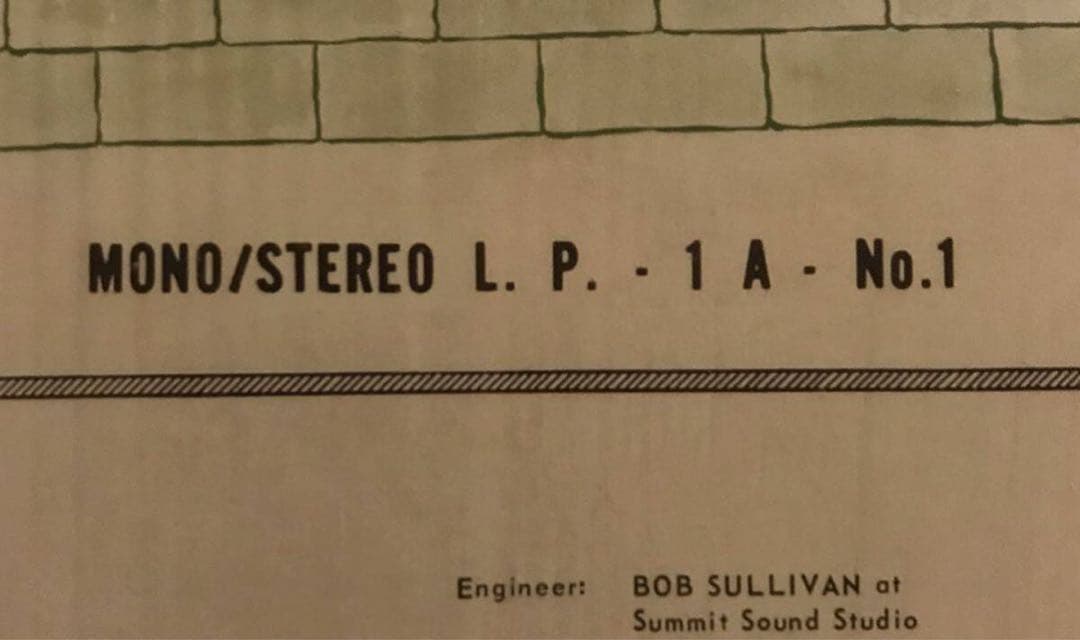 MONO/STEREO L. P. - 1 A - No.1
Engineer: BOB SULLIVAN at
Summit Sound Studio